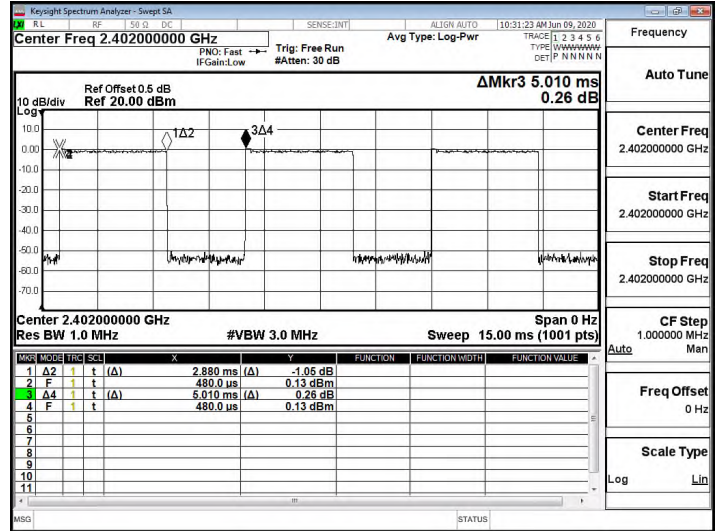 Keysight Spectrum Analyzer - Swept SA
LXI RL RF 50 Ω DC SENSE:INT ALIGN AUTO 10:31:23 AM Jun 09, 2020
Center Freq 2.402000000 GHz
PNO: Fast
IFGain:Low
Trig: Free Run
#Atten: 30 dB
Avg Type: Log-Pwr
TRACE 1 2 3 4 5 6
TYPE WWWWWW
DET P N N N N N
Ref Offset 0.5 dB
10 dB/div Ref 20.00 dBm
Log
ΔMkr3 5.010 ms
0.26 dB
10.0
0.00
-10.0
-20.0
-30.0
-40.0
-50.0
-60.0
-70.0
1Δ2
3Δ4
Center 2.402000000 GHz Span 0 Hz
Res BW 1.0 MHz #VBW 3.0 MHz Sweep 15.00 ms (1001 pts)
MKR MODE TRC SCL X Y FUNCTION FUNCTION WIDTH FUNCTION VALUE
1 Δ2 1 t (Δ) 2.880 ms (Δ) -1.05 dB
2 F 1 t 480.0 µs 0.13 dBm
3 Δ4 1 t (Δ) 5.010 ms (Δ) 0.26 dB
4 F 1 t 480.0 µs 0.13 dBm
5
6
7
8
9
10
11
MSG STATUS
Frequency
Auto Tune
Center Freq
2.402000000 GHz
Start Freq
2.402000000 GHz
Stop Freq
2.402000000 GHz
CF Step
1.000000 MHz
Auto Man
Freq Offset
0 Hz
Scale Type
Log Lin